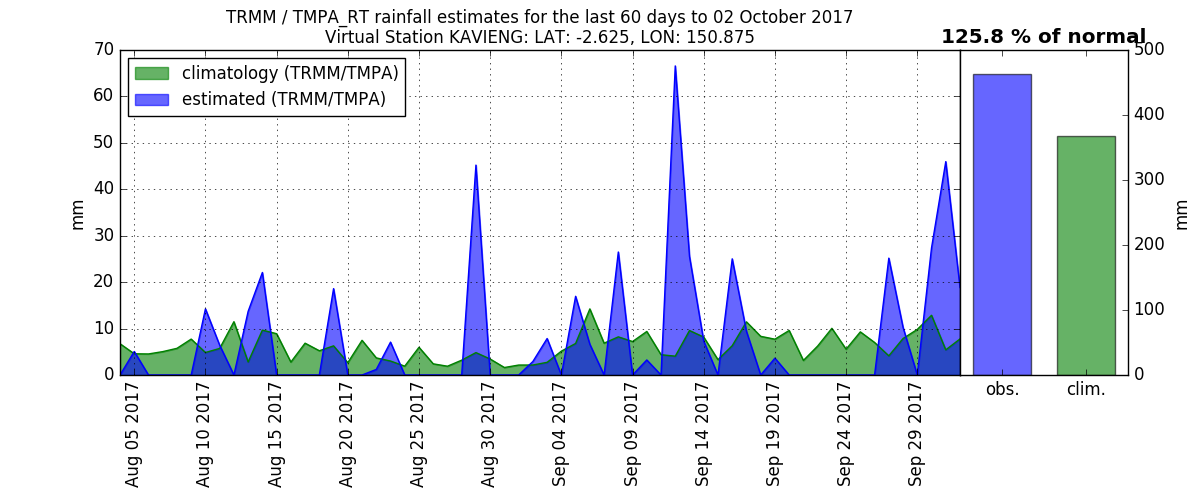 TRMM / TMPA_RT rainfall estimates for the last 60 days to 02 October 2017
Virtual Station KAVIENG: LAT: -2.625, LON: 150.875
125.8 % of normal
climatology (TRMM/TMPA)
estimated (TRMM/TMPA)
70
60
50
40
30
20
10
0
mm
Aug 05 2017
Aug 10 2017
Aug 15 2017
Aug 20 2017
Aug 25 2017
Aug 30 2017
Sep 04 2017
Sep 09 2017
Sep 14 2017
Sep 19 2017
Sep 24 2017
Sep 29 2017
obs.
clim.
500
400
300
200
100
0
mm